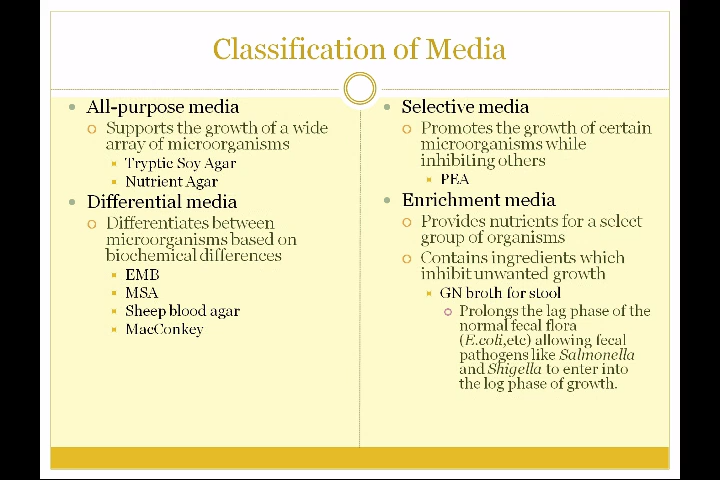 Classification of Media
All-purpose media
Supports the growth of a wide
array of microorganisms
Tryptic Soy Agar
Nutrient Agar
Differential media
Differentiates between
microorganisms based on
biochemical differences
EMB
MSA
Sheep blood agar
MacConkey
Selective media
Promotes the growth of certain
microorganisms while
inhibiting others
PEA
Enrichment media
Provides nutrients for a select
group of organisms
Contains ingredients which
inhibit unwanted growth
GN broth for stool
Prolongs the lag phase of the
normal fecal flora
(E.coli,etc) allowing fecal
pathogens like Salmonella
and Shigella to enter into
the log phase of growth.